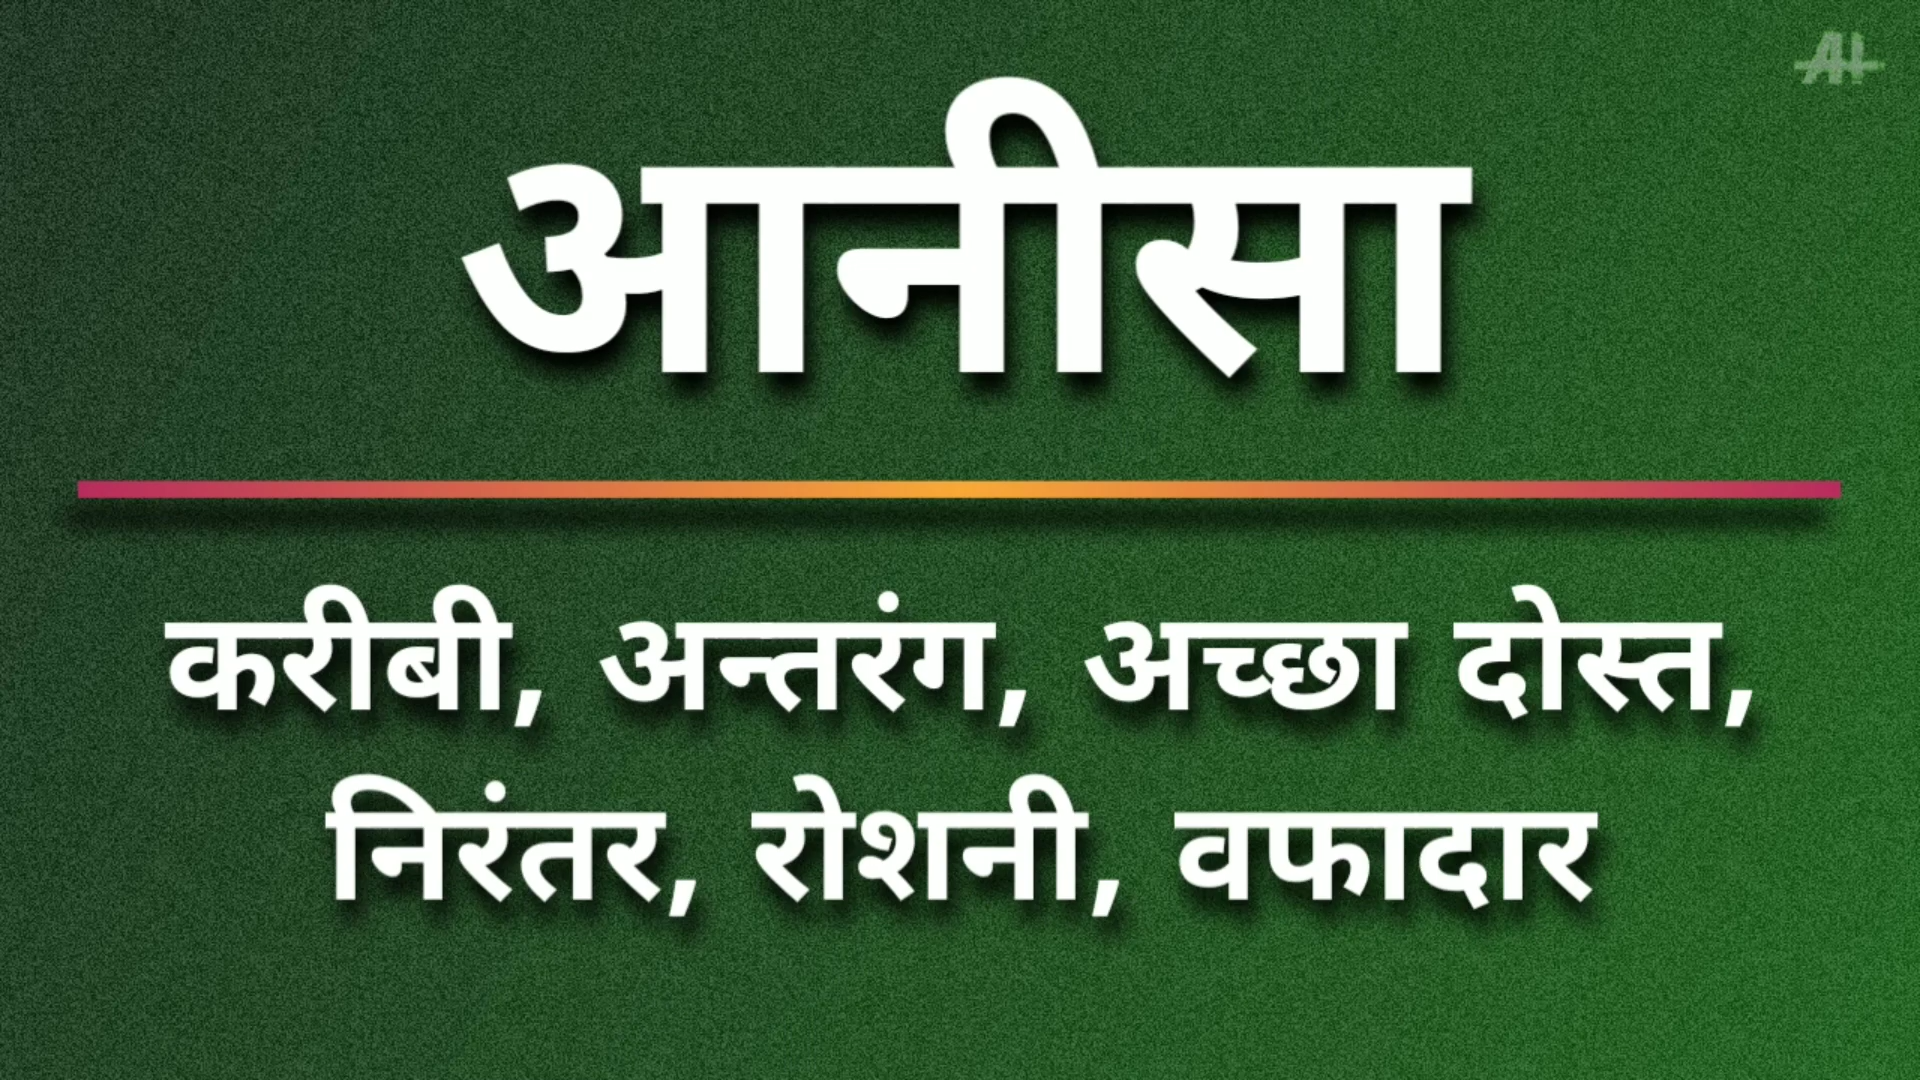 आनीसा
करीबी, अन्तरंग, अच्छा दोस्त,
निरंतर, रोशनी, वफादार